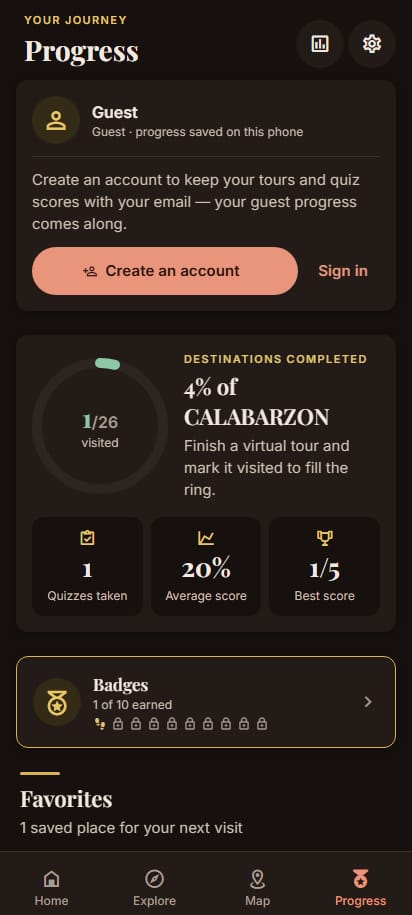 YOUR JOURNEY
Progress
Guest
Guest · progress saved on this phone
Create an account to keep your tours and quiz
scores with your email — your guest progress
comes along.
Create an account
Sign in
DESTINATIONS COMPLETED
4% of
CALABARZON
1/26
visited
Finish a virtual tour and
mark it visited to fill the
ring.
1
Quizzes taken
20%
Average score
1/5
Best score
Badges
1 of 10 earned
Favorites
1 saved place for your next visit
Home
Explore
Map
Progress